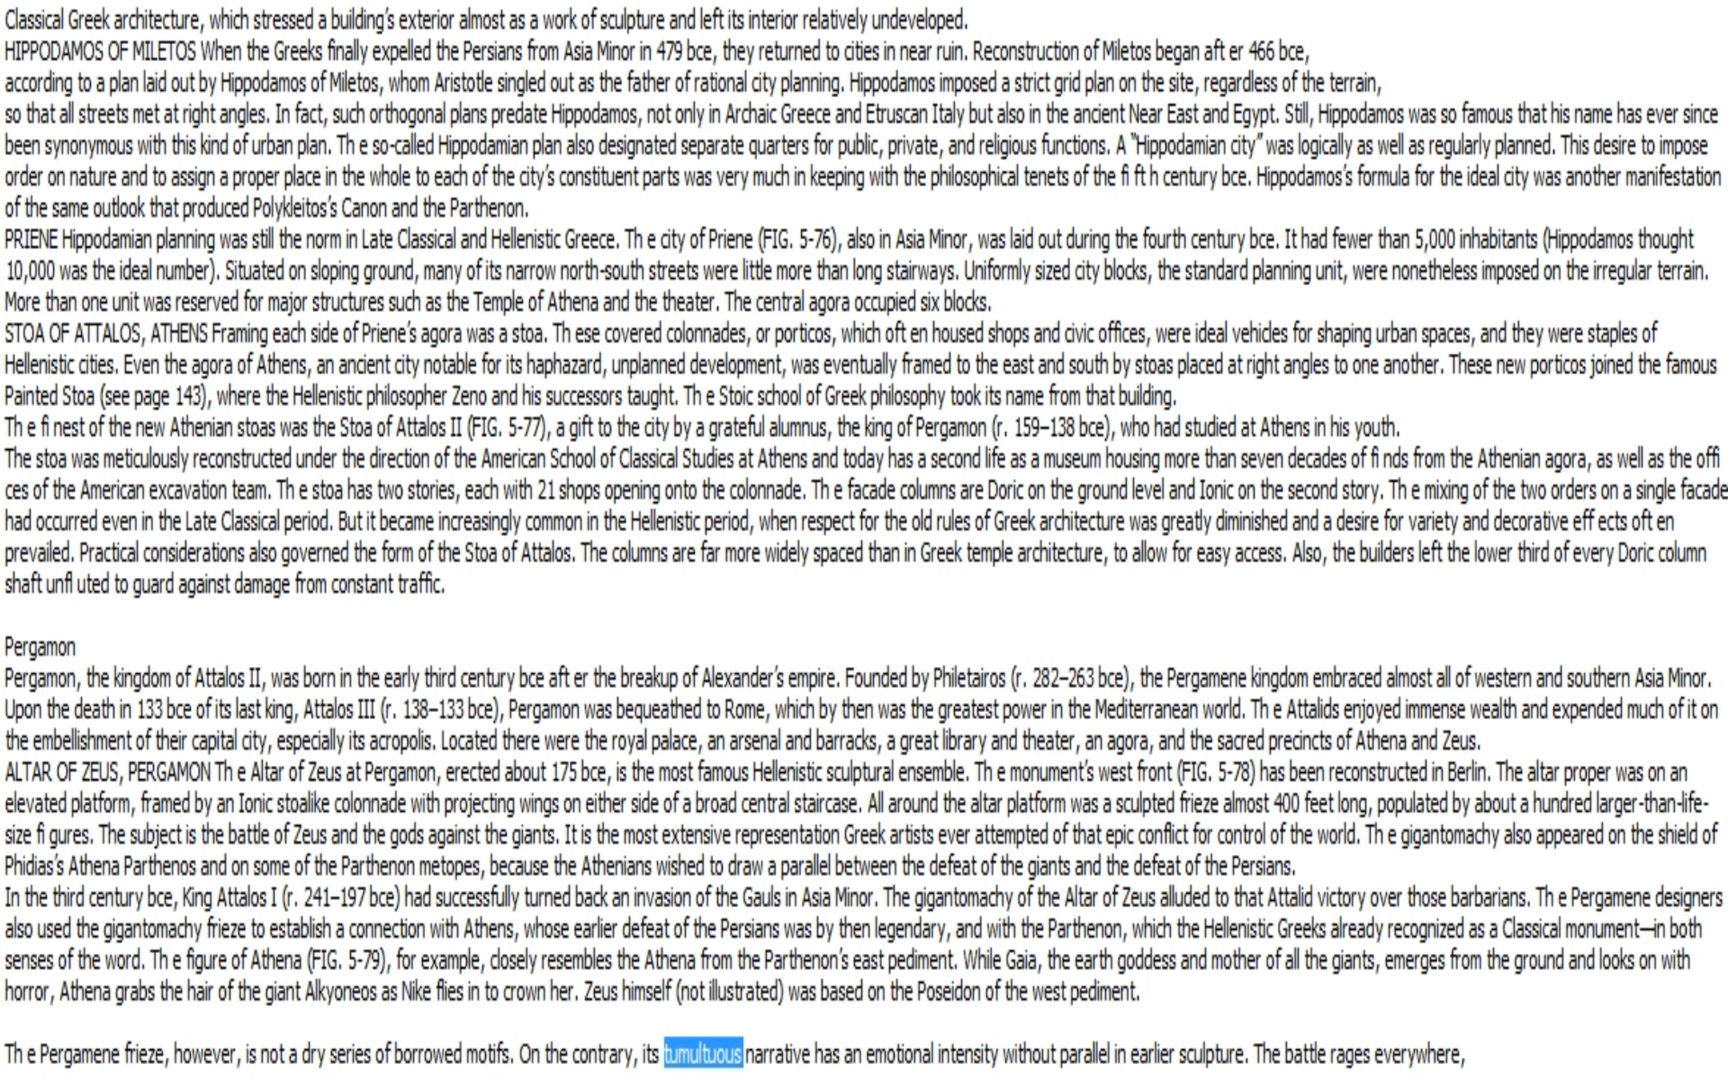 Classical Greek architecture, which stressed a building's exterior almost as a work of sculpture and left its interior relatively undeveloped.
HIPPODAMOS OF MILETOS When the Greeks finally expelled the Persians from Asia Minor in 479 bce, they returned to cities in near ruin. Reconstruction of Miletos began aft er 466 bce,
according to a plan laid out by Hippodamos of Miletos, whom Aristotle singled out as the father of rational city planning. Hippodamos imposed a strict grid plan on the site, regardless of the terrain,
so that all streets met at right angles. In fact, such orthogonal plans predate Hippodamos, not only in Archaic Greece and Etruscan Italy but also in the ancient Near East and Egypt. Still, Hippodamos was so famous that his name has ever since
been synonymous with this kind of urban plan. Th e so-called Hippodamian plan also designated separate quarters for public, private, and religious functions. A “Hippodamian city” was logically as well as regularly planned. This desire to impose
order on nature and to assign a proper place in the whole to each of the city's constituent parts was very much in keeping with the philosophical tenets of the fi ft h century bce. Hippodamos's formula for the ideal city was another manifestation
of the same outlook that produced Polykleitos's Canon and the Parthenon.
PRIENE Hippodamian planning was still the norm in Late Classical and Hellenistic Greece. Th e city of Priene (FIG. 5-76), also in Asia Minor, was laid out during the fourth century bce. It had fewer than 5,000 inhabitants (Hippodamos thought
10,000 was the ideal number). Situated on sloping ground, many of its narrow north-south streets were little more than long stairways. Uniformly sized city blocks, the standard planning unit, were nonetheless imposed on the irregular terrain.
More than one unit was reserved for major structures such as the Temple of Athena and the theater. The central agora occupied six blocks.
STOA OF ATTALOS, ATHENS Framing each side of Priene's agora was a stoa. Th ese covered colonnades, or porticos, which oft en housed shops and civic offices, were ideal vehicles for shaping urban spaces, and they were staples of
Hellenistic cities. Even the agora of Athens, an ancient city notable for its haphazard, unplanned development, was eventually framed to the east and south by stoas placed at right angles to one another. These new porticos joined the famous
Painted Stoa (see page 143), where the Hellenistic philosopher Zeno and his successors taught. Th e Stoic school of Greek philosophy took its name from that building.
Th e fi nest of the new Athenian stoas was the Stoa of Attalos II (FIG. 5-77), a gift to the city by a grateful alumnus, the king of Pergamon (r. 159–138 bce), who had studied at Athens in his youth.
The stoa was meticulously reconstructed under the direction of the American School of Classical Studies at Athens and today has a second life as a museum housing more than seven decades of fi nds from the Athenian agora, as well as the offi
ces of the American excavation team. Th e stoa has two stories, each with 21 shops opening onto the colonnade. Th e facade columns are Doric on the ground level and Ionic on the second story. Th e mixing of the two orders on a single facade
had occurred even in the Late Classical period. But it became increasingly common in the Hellenistic period, when respect for the old rules of Greek architecture was greatly diminished and a desire for variety and decorative eff ects oft en
prevailed. Practical considerations also governed the form of the Stoa of Attalos. The columns are far more widely spaced than in Greek temple architecture, to allow for easy access. Also, the builders left the lower third of every Doric column
shaft unfl uted to guard against damage from constant traffic.
Pergamon
Pergamon, the kingdom of Attalos II, was born in the early third century bce aft er the breakup of Alexander's empire. Founded by Philetairos (r. 282–263 bce), the Pergamene kingdom embraced almost all of western and southern Asia Minor.
Upon the death in 133 bce of its last king, Attalos III (r. 138–133 bce), Pergamon was bequeathed to Rome, which by then was the greatest power in the Mediterranean world. Th e Attalids enjoyed immense wealth and expended much of it on
the embellishment of their capital city, especially its acropolis. Located there were the royal palace, an arsenal and barracks, a great library and theater, an agora, and the sacred precincts of Athena and Zeus.
ALTAR OF ZEUS, PERGAMON Th e Altar of Zeus at Pergamon, erected about 175 bce, is the most famous Hellenistic sculptural ensemble. Th e monument's west front (FIG. 5-78) has been reconstructed in Berlin. The altar proper was on an
elevated platform, framed by an Ionic stoalike colonnade with projecting wings on either side of a broad central staircase. All around the altar platform was a sculpted frieze almost 400 feet long, populated by about a hundred larger-than-life-
size fi gures. The subject is the battle of Zeus and the gods against the giants. It is the most extensive representation Greek artists ever attempted of that epic conflict for control of the world. Th e gigantomachy also appeared on the shield of
Phidias's Athena Parthenos and on some of the Parthenon metopes, because the Athenians wished to draw a parallel between the defeat of the giants and the defeat of the Persians.
In the third century bce, King Attalos I (r. 241–197 bce) had successfully turned back an invasion of the Gauls in Asia Minor. The gigantomachy of the Altar of Zeus alluded to that Attalid victory over those barbarians. Th e Pergamene designers
also used the gigantomachy frieze to establish a connection with Athens, whose earlier defeat of the Persians was by then legendary, and with the Parthenon, which the Hellenistic Greeks already recognized as a Classical monument—in both
senses of the word. Th e figure of Athena (FIG. 5-79), for example, closely resembles the Athena from the Parthenon's east pediment. While Gaia, the earth goddess and mother of all the giants, emerges from the ground and looks on with
horror, Athena grabs the hair of the giant Alkyoneos as Nike flies in to crown her. Zeus himself (not illustrated) was based on the Poseidon of the west pediment.
Th e Pergamene frieze, however, is not a dry series of borrowed motifs. On the contrary, its tumultuous narrative has an emotional intensity without parallel in earlier sculpture. The battle rages everywhere,